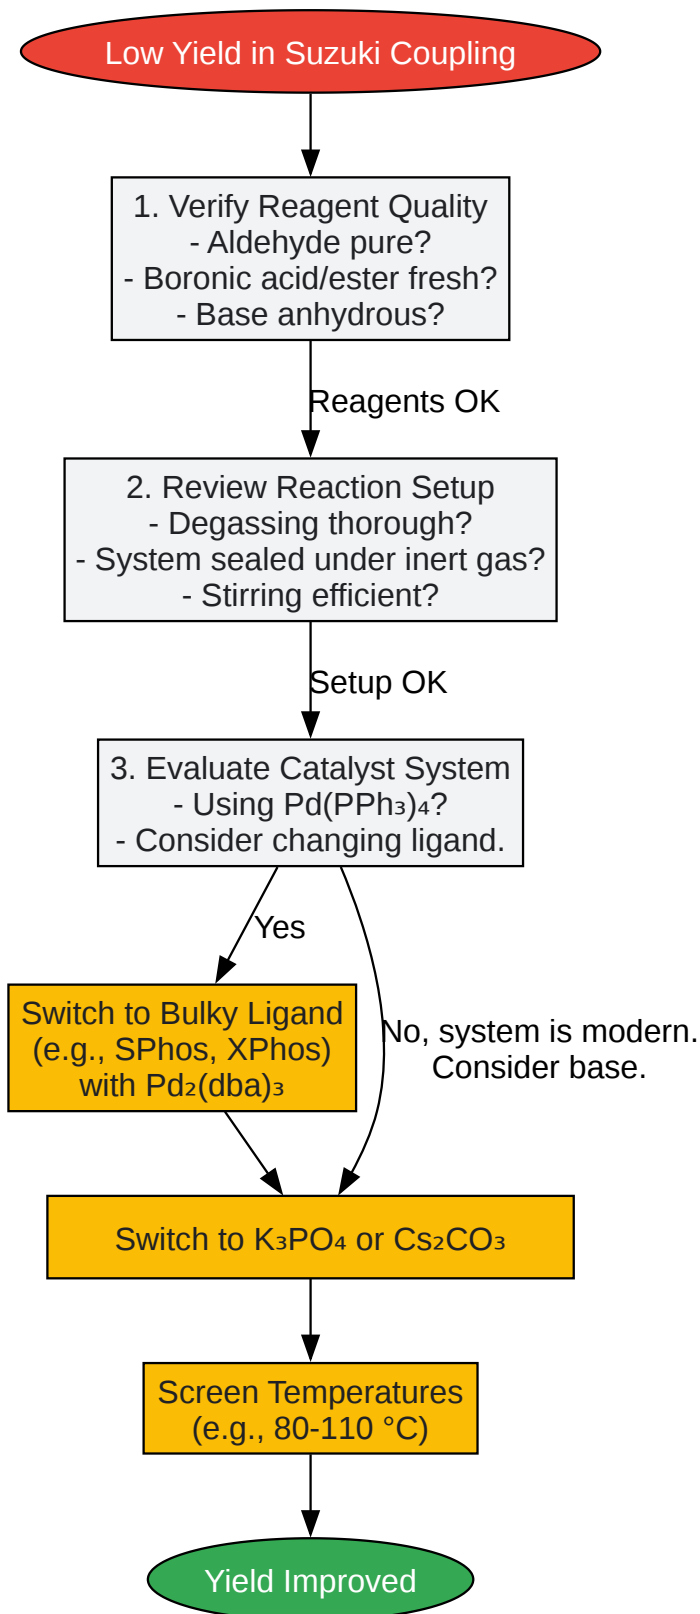 Low Yield in Suzuki Coupling
1. Verify Reagent Quality
- Aldehyde pure?
- Boronic acid/ester fresh?
- Base anhydrous?
Reagents OK
2. Review Reaction Setup
- Degassing thorough?
- System sealed under inert gas?
- Stirring efficient?
Setup OK
3. Evaluate Catalyst System
- Using Pd(PPh₃)₄?
- Consider changing ligand.
Yes
Switch to Bulky Ligand
(e.g., SPhos, XPhos)
with Pd₂(dba)₃
No, system is modern.
Consider base.
Switch to K₃PO₄ or Cs₂CO₃
Screen Temperatures
(e.g., 80-110 °C)
Yield Improved